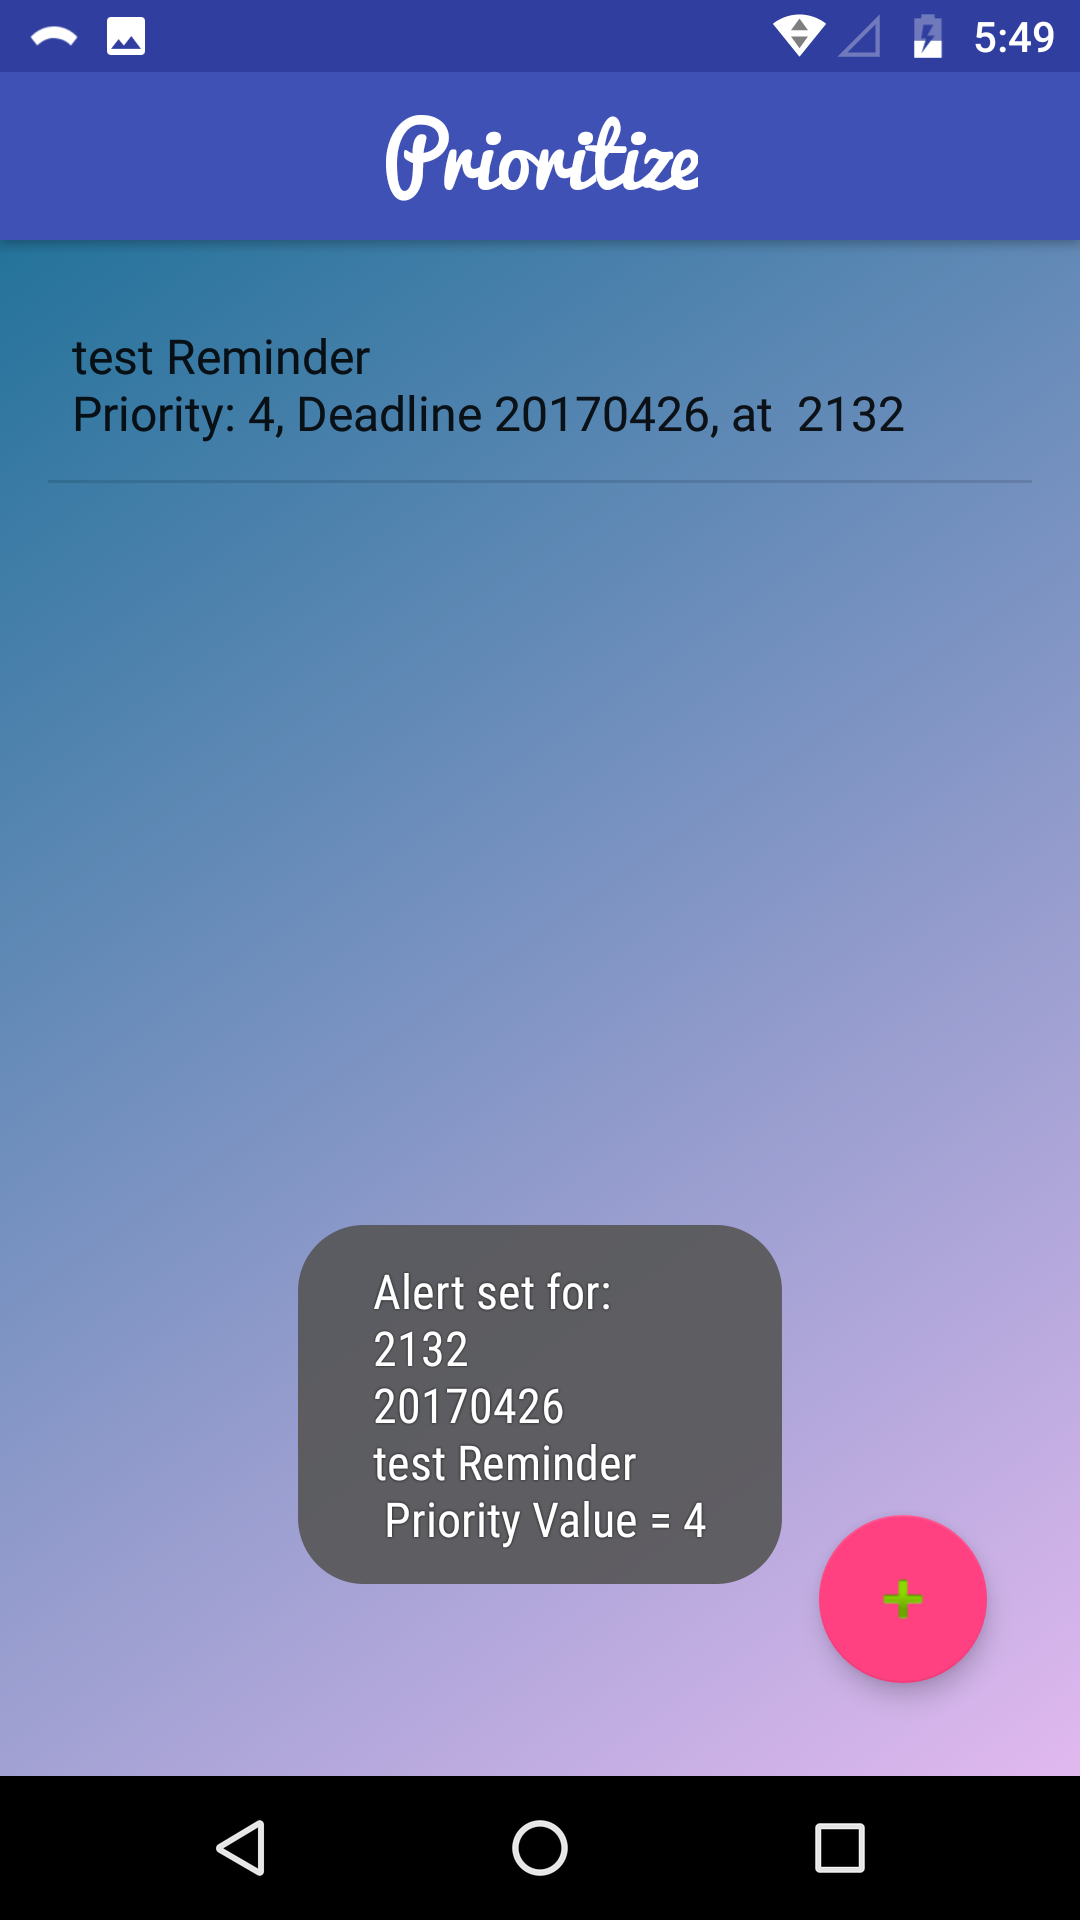 5:49
Prioritize
test Reminder
Priority: 4, Deadline 20170426, at  2132
Alert set for:
2132
20170426
test Reminder
Priority Value = 4